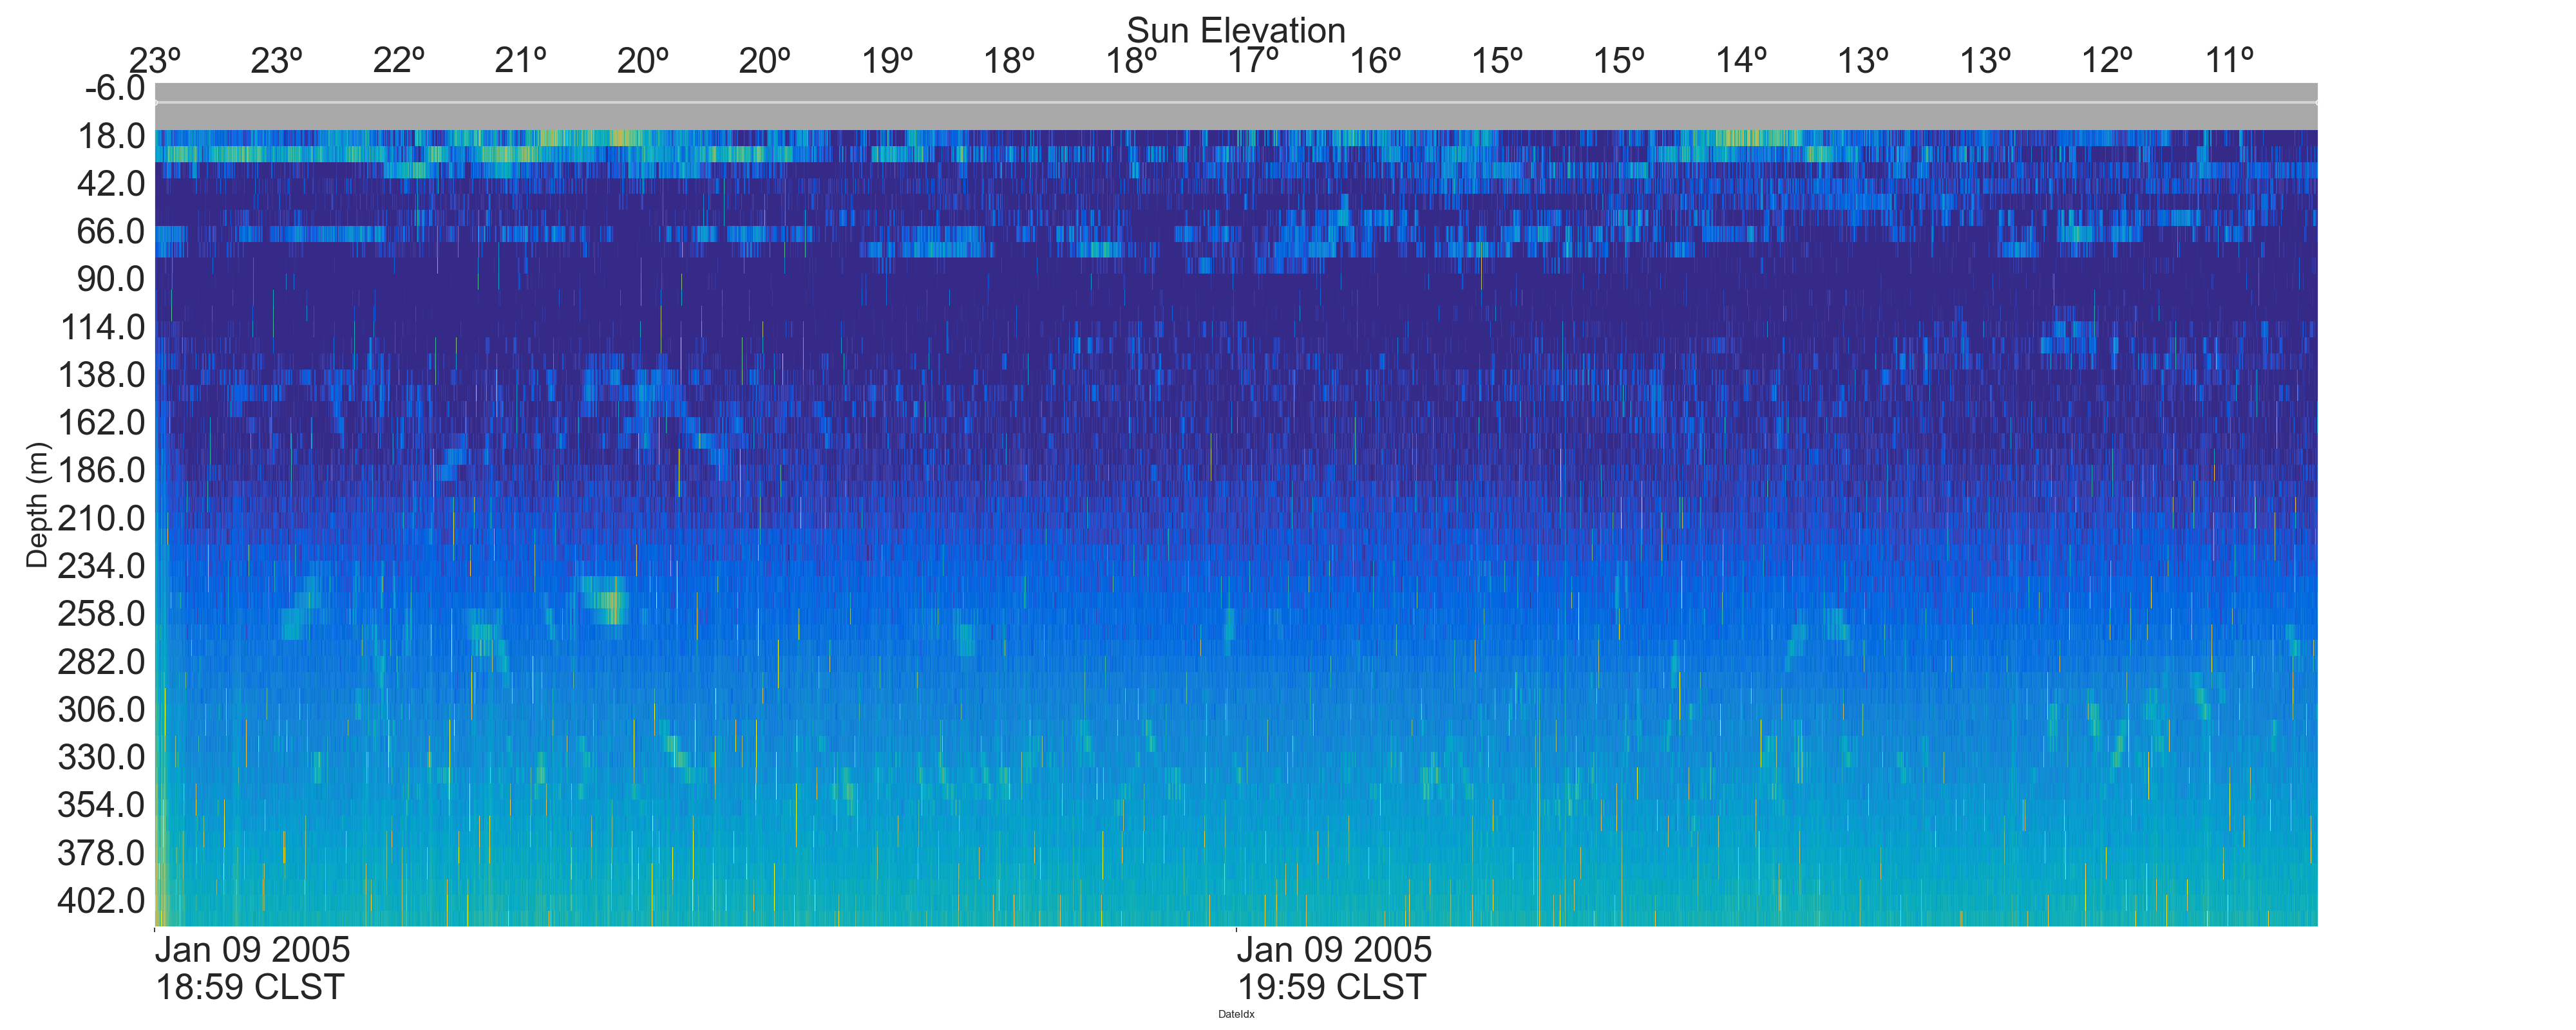 Sun Elevation
23º 23º 22º 21º 20º 20º 19º 18º 18º 17º 16º 15º 15º 14º 13º 13º 12º 11º
-6.0
18.0
42.0
66.0
90.0
114.0
138.0
162.0
186.0
210.0
234.0
258.0
282.0
306.0
330.0
354.0
378.0
402.0
Depth (m)
Jan 09 2005
18:59 CLST
Jan 09 2005
19:59 CLST
DateIdx